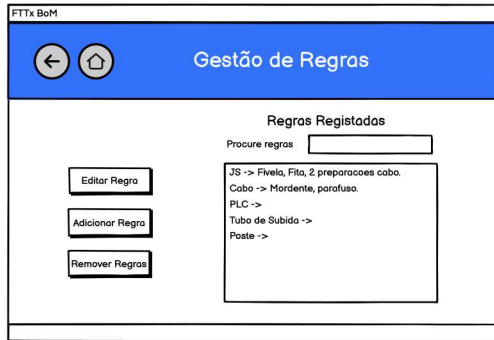 FTTx BoM
Gestão de Regras
Regras Registadas
Procure regras
Editar Regra
Adicionar Regra
Remover Regras
JS -> Fivela, Fita, 2 preparacoes cabo.
Cabo -> Mordente, parafuso.
PLC ->
Tubo de Subida ->
Poste ->